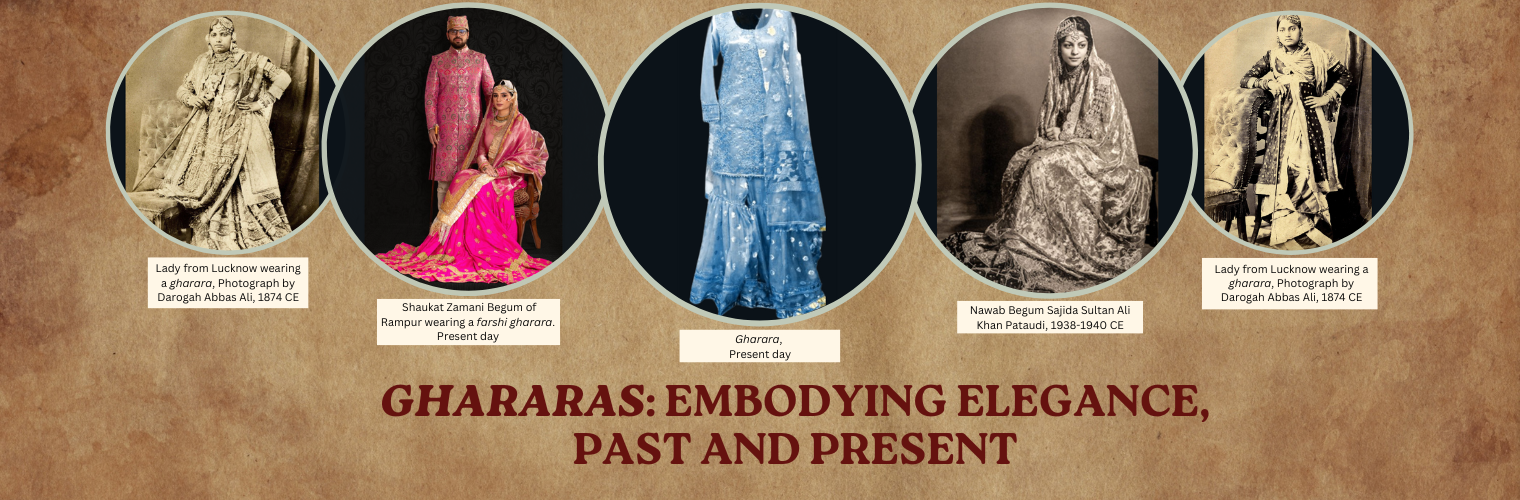 Lady from Lucknow wearing
a gharara, Photograph by
Darogah Abbas Ali, 1874 CE
Shaukat Zamani Begum of
Rampur wearing a farshi gharara.
Present day
Gharara,
Present day
Nawab Begum Sajida Sultan Ali
Khan Pataudi, 1938-1940 CE
Lady from Lucknow wearing a
gharara, Photograph by
Darogah Abbas Ali, 1874 CE
GHARARAS: EMBODYING ELEGANCE,
PAST AND PRESENT